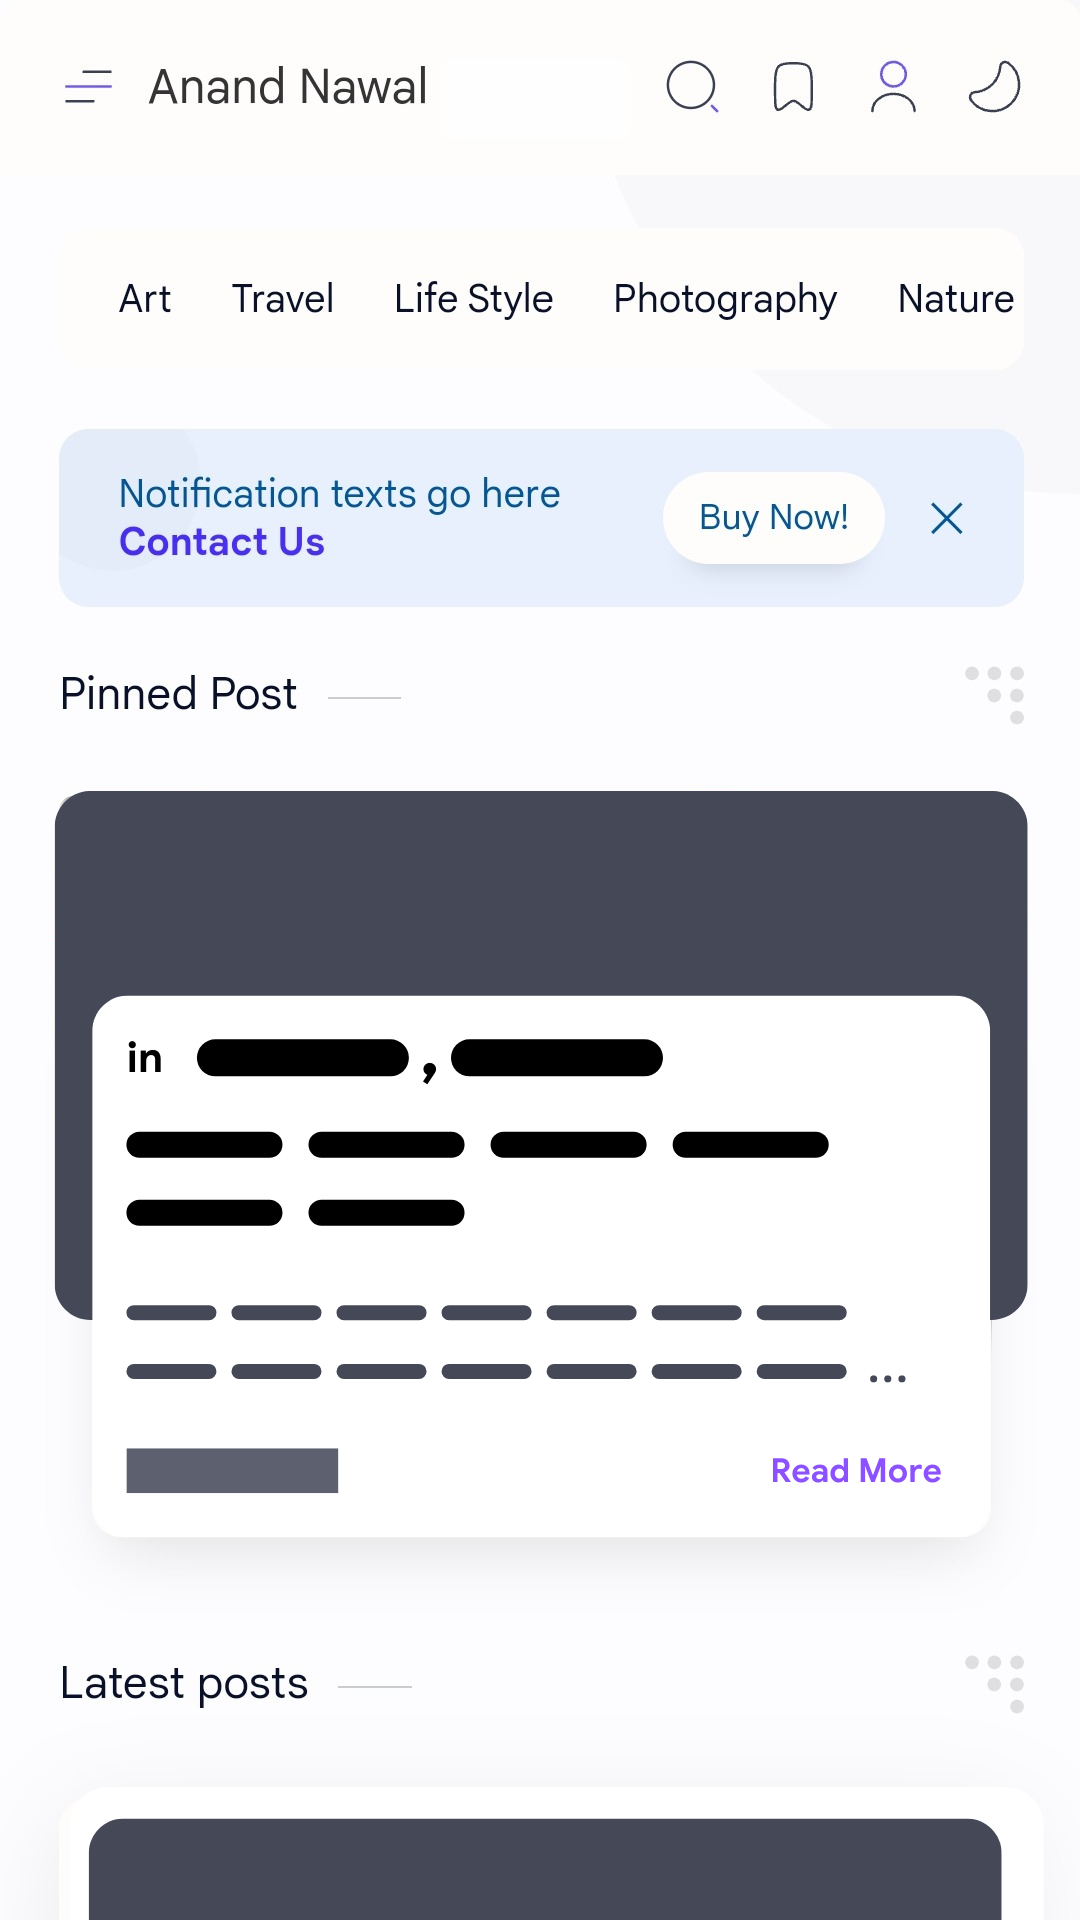 Anand Nawal
Art Travel Life Style Photography Nature
Notification texts go here
Contact Us
Buy Now!
Pinned Post
in ,
...
Read More
Latest posts